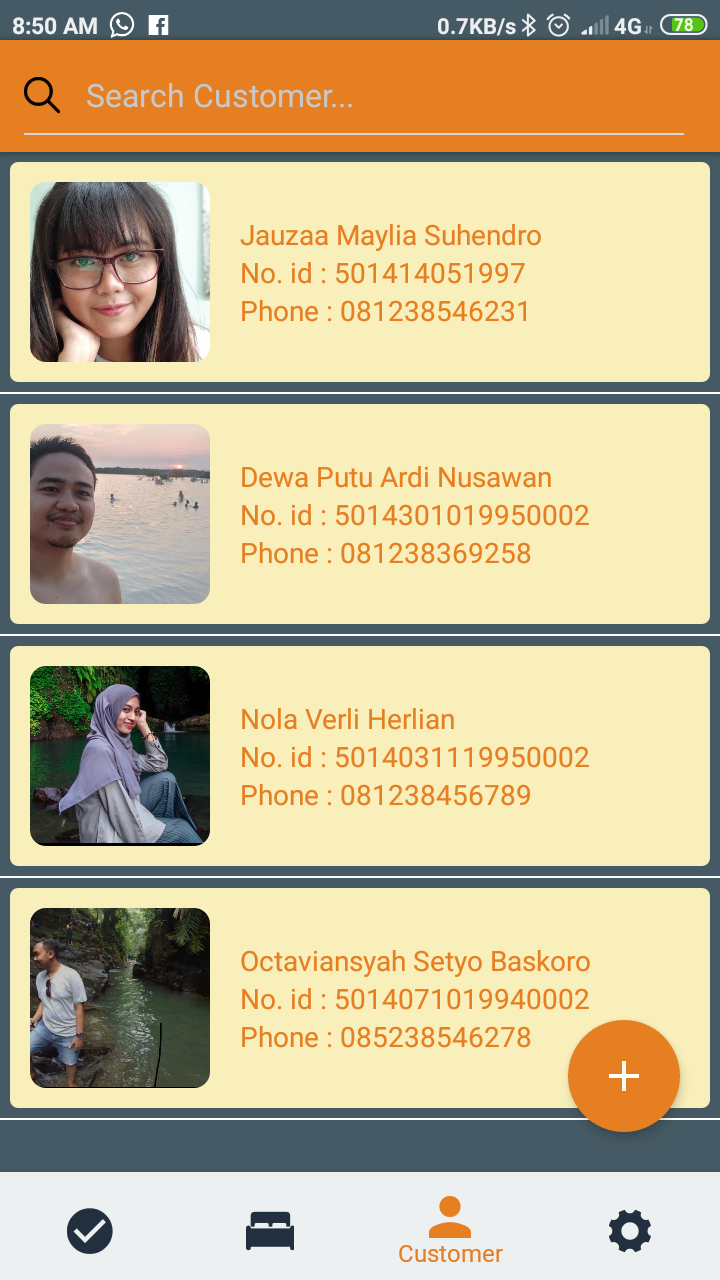 8:50 AM 0.7KB/s 4G 78
Search Customer...
Jauzaa Maylia Suhendro
No. id : 501414051997
Phone : 081238546231
Dewa Putu Ardi Nusawan
No. id : 5014301019950002
Phone : 081238369258
Nola Verli Herlian
No. id : 5014031119950002
Phone : 081238456789
Octaviansyah Setyo Baskoro
No. id : 5014071019940002
Phone : 085238546278
Customer